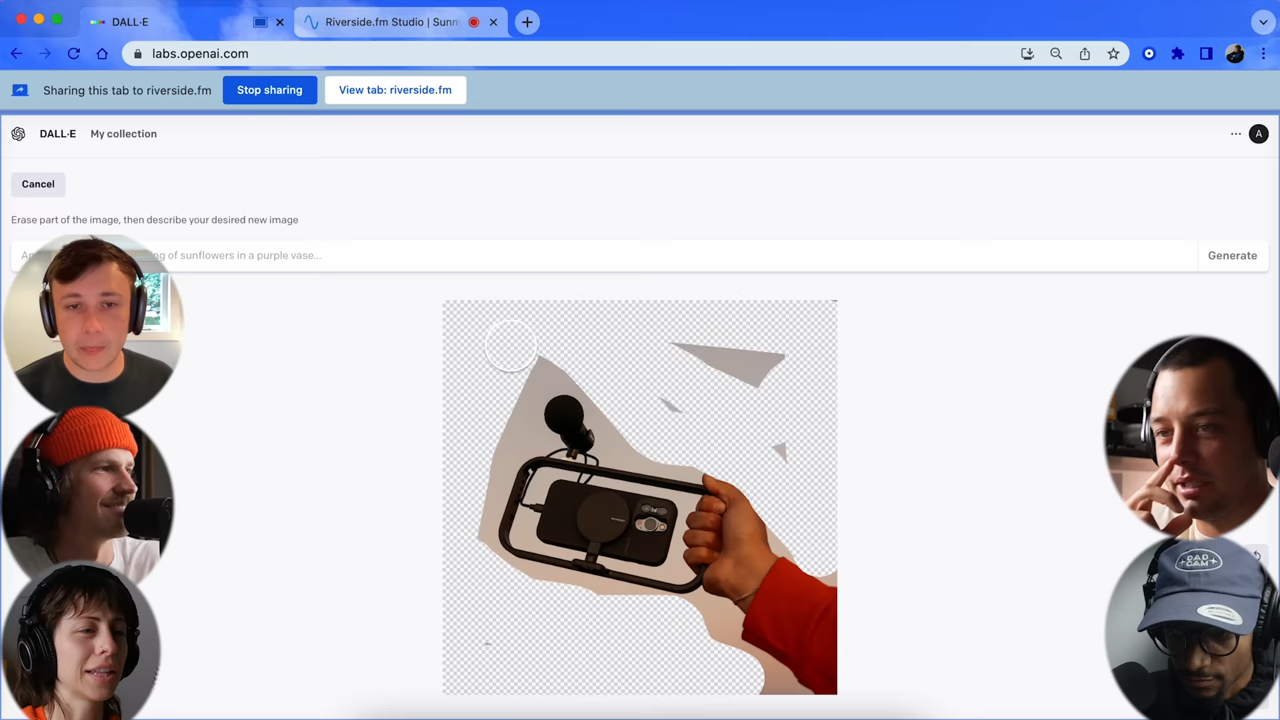 DALL·E
Riverside.fm Studio | Sunn
labs.openai.com
Sharing this tab to riverside.fm
Stop sharing
View tab: riverside.fm
DALL·E
My collection
A
Cancel
Erase part of the image, then describe your desired new image
of sunflowers in a purple vase...
Generate
DAD
CAM